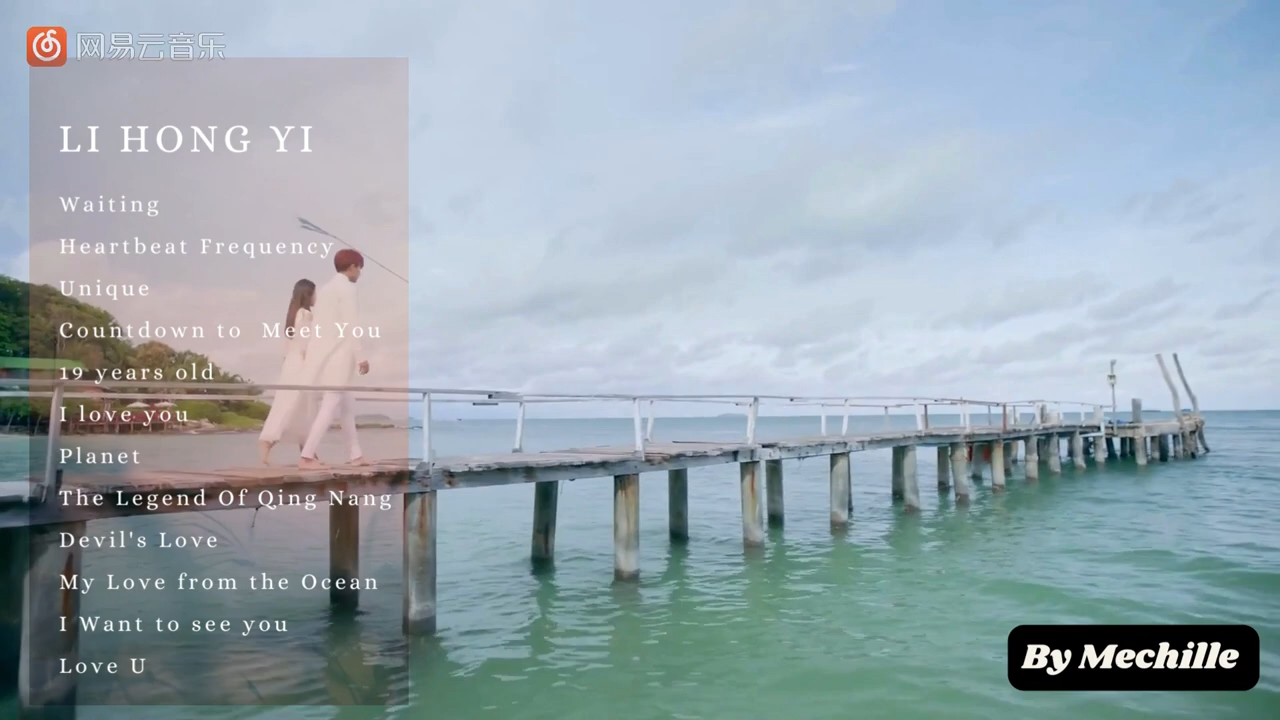 网易云音乐
LI HONG YI
Waiting
Heartbeat Frequency
Unique
Countdown to  Meet You
19 years old
I love you
Planet
The Legend Of Qing Nang
Devil's Love
My Love from the Ocean
I Want to see you
Love U
By Mechille